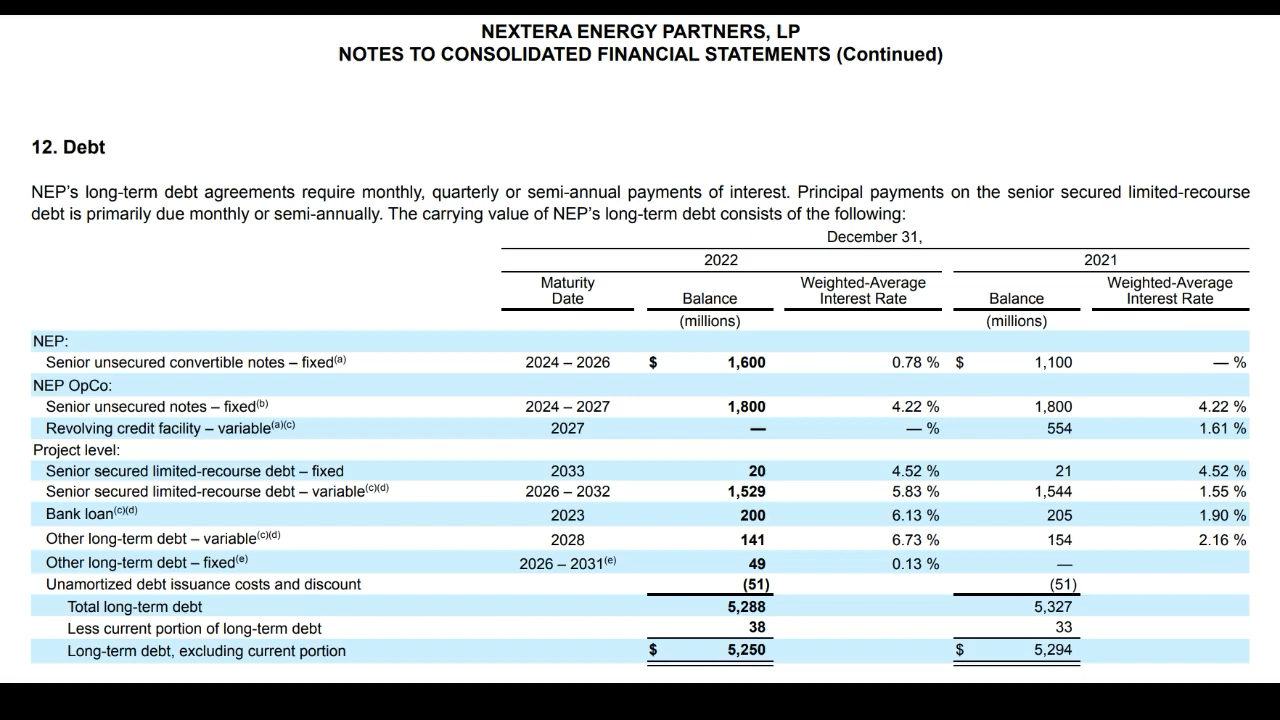 NEXTERA ENERGY PARTNERS, LP
NOTES TO CONSOLIDATED FINANCIAL STATEMENTS (Continued)
12. Debt
NEP's long-term debt agreements require monthly, quarterly or semi-annual payments of interest. Principal payments on the senior secured limited-recourse
debt is primarily due monthly or semi-annually. The carrying value of NEP's long-term debt consists of the following:
December 31,
2022 2021
Maturity Date Balance Weighted-Average Interest Rate Balance Weighted-Average Interest Rate
(millions) (millions)
NEP:
Senior unsecured convertible notes – fixed(a) 2024 – 2026 $ 1,600 0.78 % $ 1,100 — %
NEP OpCo:
Senior unsecured notes – fixed(b) 2024 – 2027 1,800 4.22 % 1,800 4.22 %
Revolving credit facility – variable(a)(c) 2027 — — % 554 1.61 %
Project level:
Senior secured limited-recourse debt – fixed 2033 20 4.52 % 21 4.52 %
Senior secured limited-recourse debt – variable(c)(d) 2026 – 2032 1,529 5.83 % 1,544 1.55 %
Bank loan(c)(d) 2023 200 6.13 % 205 1.90 %
Other long-term debt – variable(c)(d) 2028 141 6.73 % 154 2.16 %
Other long-term debt – fixed(e) 2026 – 2031(e) 49 0.13 % —
Unamortized debt issuance costs and discount (51) (51)
Total long-term debt 5,288 5,327
Less current portion of long-term debt 38 33
Long-term debt, excluding current portion $ 5,250 $ 5,294